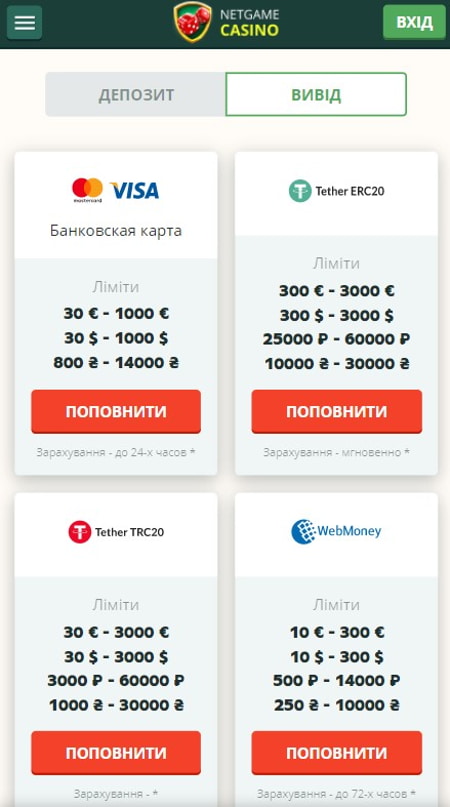 NETGAME
CASINO
ВХІД
ДЕПОЗИТ
ВИВІД
mastercard VISA
Банковская карта
Ліміти
30 € - 1000 €
30 $ - 1000 $
800 ₴ - 14000 ₴
ПОПОВНИТИ
Зарахування - до 24-х часов *
Tether ERC20
Ліміти
300 € - 3000 €
300 $ - 3000 $
25000 ₽ - 60000 ₽
10000 ₴ - 30000 ₴
ПОПОВНИТИ
Зарахування - мгновенно *
Tether TRC20
Ліміти
30 € - 3000 €
30 $ - 3000 $
3000 ₽ - 60000 ₽
1000 ₴ - 30000 ₴
ПОПОВНИТИ
Зарахування - *
WebMoney
Ліміти
10 € - 300 €
10 $ - 300 $
500 ₽ - 14000 ₽
250 ₴ - 10000 ₴
ПОПОВНИТИ
Зарахування - до 72-х часов *